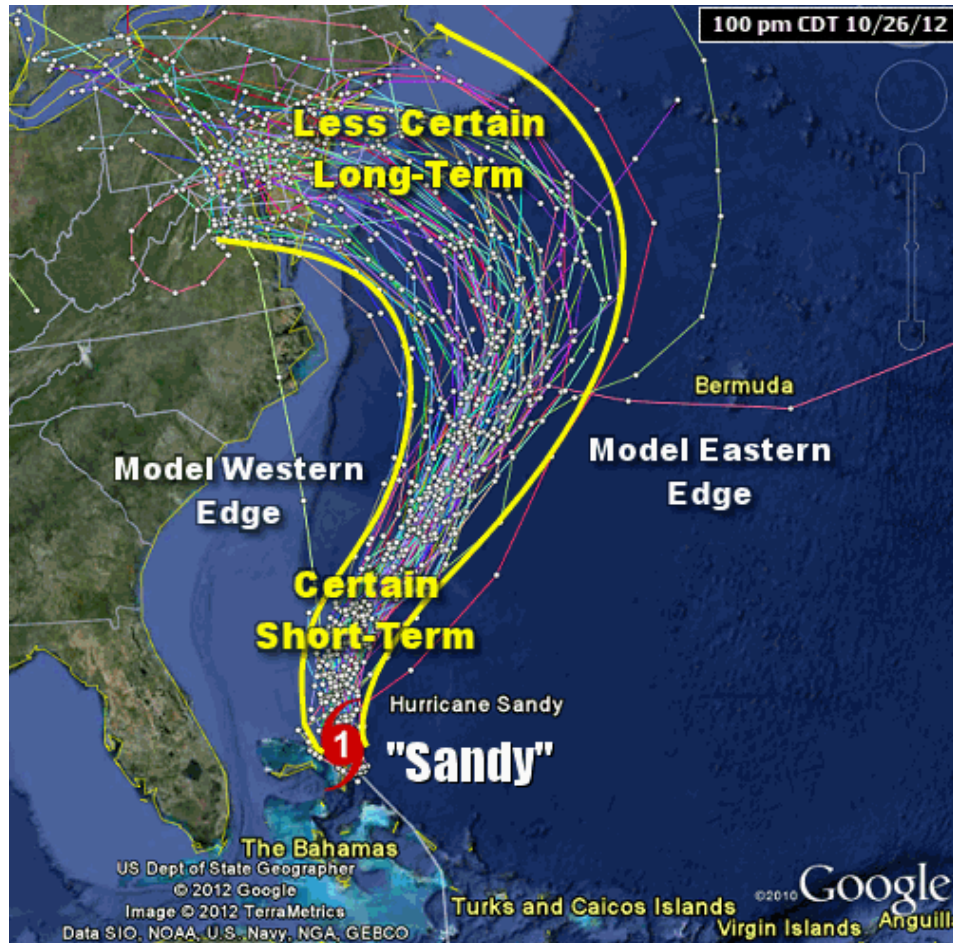 100 pm CDT 10/26/12
Less Certain
Long-Term
Bermuda
Model Western
Edge
Model Eastern
Edge
Certain
Short-Term
Hurricane Sandy
1
"Sandy"
The Bahamas
US Dept of State Geographer
© 2012 Google
Image © 2012 TerraMetrics
Data SIO, NOAA, U.S. Navy, NGA, GEBCO
©2010 Google
Turks and Caicos Islands
Virgin Islands
Anguill